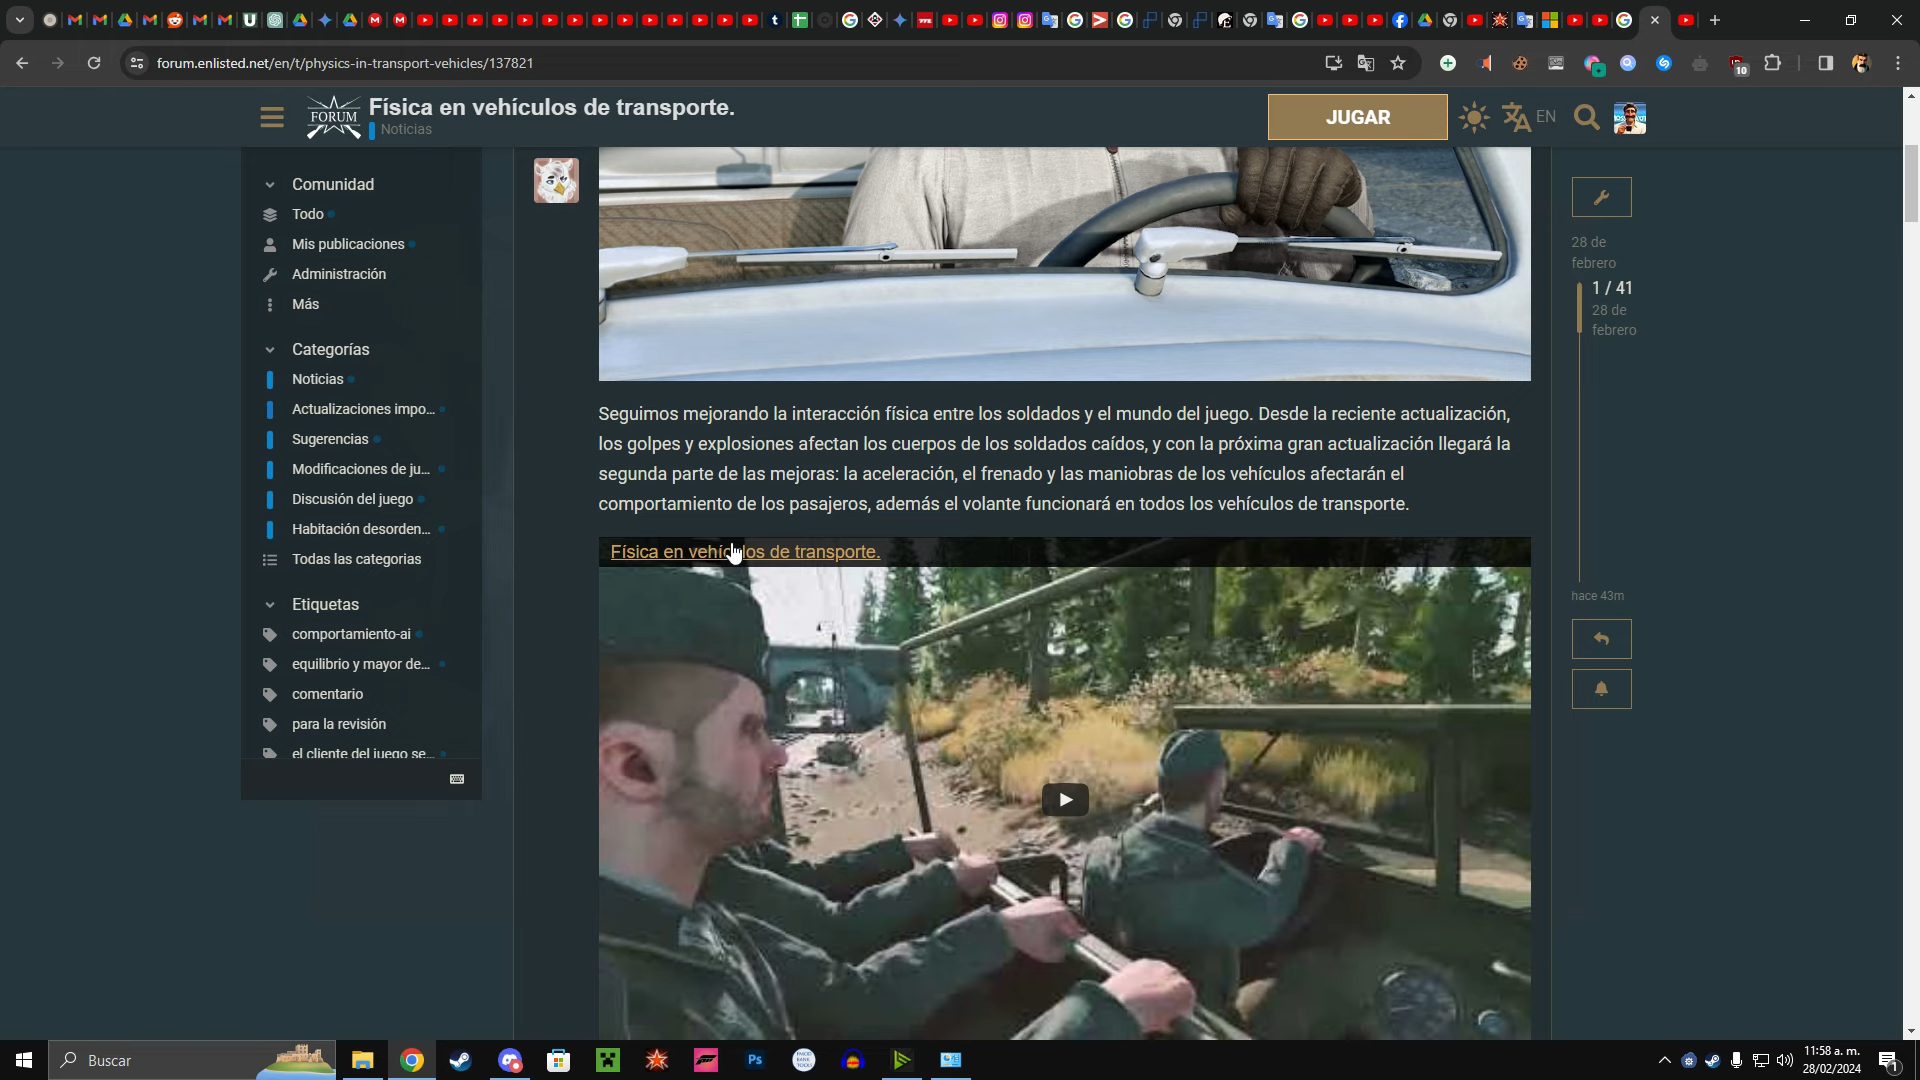 forum.enlisted.net/en/t/physics-in-transport-vehicles/137821
10
FORUM
Física en vehículos de transporte.
Noticias
JUGAR
EN
Comunidad
Todo
Mis publicaciones
Administración
Más
Categorías
Noticias
Actualizaciones impo...
Sugerencias
Modificaciones de ju...
Discusión del juego
Habitación desorden...
Todas las categorias
Etiquetas
comportamiento-ai
equilibrio y mayor de...
comentario
para la revisión
el cliente del juego se...
Seguimos mejorando la interacción física entre los soldados y el mundo del juego. Desde la reciente actualización,
los golpes y explosiones afectan los cuerpos de los soldados caídos, y con la próxima gran actualización llegará la
segunda parte de las mejoras: la aceleración, el frenado y las maniobras de los vehículos afectarán el
comportamiento de los pasajeros, además el volante funcionará en todos los vehículos de transporte.
Física en vehículos de transporte.
28 de
febrero
1 / 41
28 de
febrero
hace 43m
Buscar
Ps
11:58 a. m.
28/02/2024
1